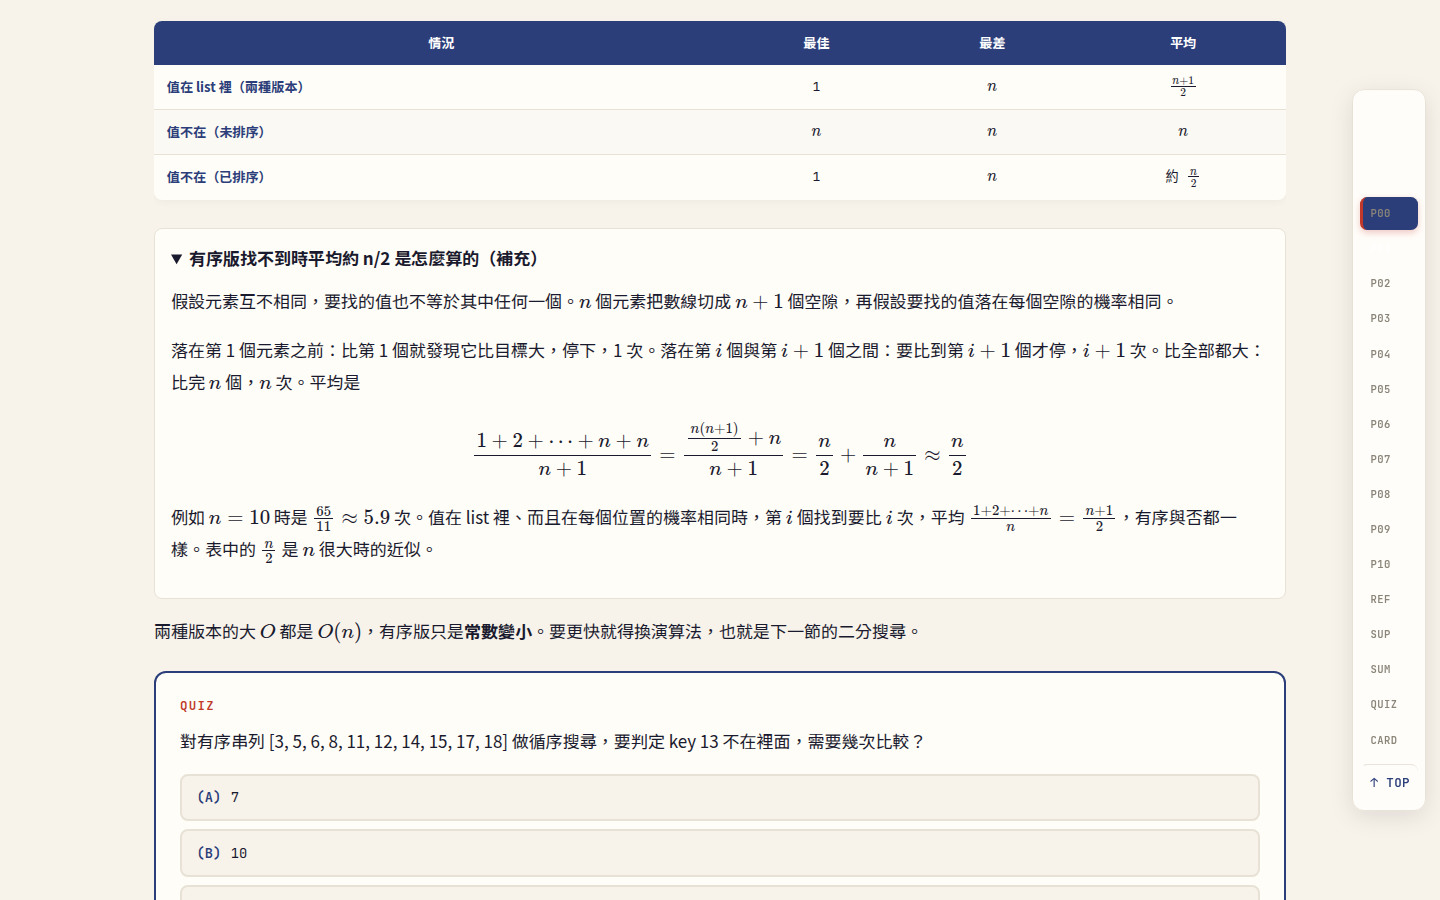 情況 最佳 最差 平均
值在 list 裡（兩種版本） 1 n \frac{n+1}{2}
值不在（未排序） n n n
值不在（已排序） 1 n 約 \frac{n}{2}
▼ 有序版找不到時平均約 n/2 是怎麼算的（補充）
假設元素互不相同，要找的值也不等於其中任何一個。n 個元素把數線切成 n + 1 個空隙，再假設要找的值落在每個空隙的機率相同。
落在第 1 個元素之前：比第 1 個就發現它比目標大，停下，1 次。落在第 i 個與第 i + 1 個之間：要比到第 i + 1 個才停，i + 1 次。比全部都大：
比完 n 個，n 次。平均是
\frac{1 + 2 + \cdots + n + n}{n + 1} = \frac{\frac{n(n+1)}{2} + n}{n + 1} = \frac{n}{2} + \frac{n}{n + 1} ≈ \frac{n}{2}
例如 n = 10 時是 \frac{65}{11} ≈ 5.9 次。值在 list 裡、而且在每個位置的機率相同時，第 i 個找到要比 i 次，平均 \frac{1+2+\cdots+n}{n} = \frac{n+1}{2}，有序與否都一
樣。表中的 \frac{n}{2} 是 n 很大時的近似。
兩種版本的大 O 都是 O(n)，有序版只是常數變小。要更快就得換演算法，也就是下一節的二分搜尋。
QUIZ
對有序串列 [3, 5, 6, 8, 11, 12, 14, 15, 17, 18] 做循序搜尋，要判定 key 13 不在裡面，需要幾次比較？
(A) 7
(B) 10
P00
P02
P03
P04
P05
P06
P07
P08
P09
P10
REF
SUP
SUM
QUIZ
CARD
↑ TOP